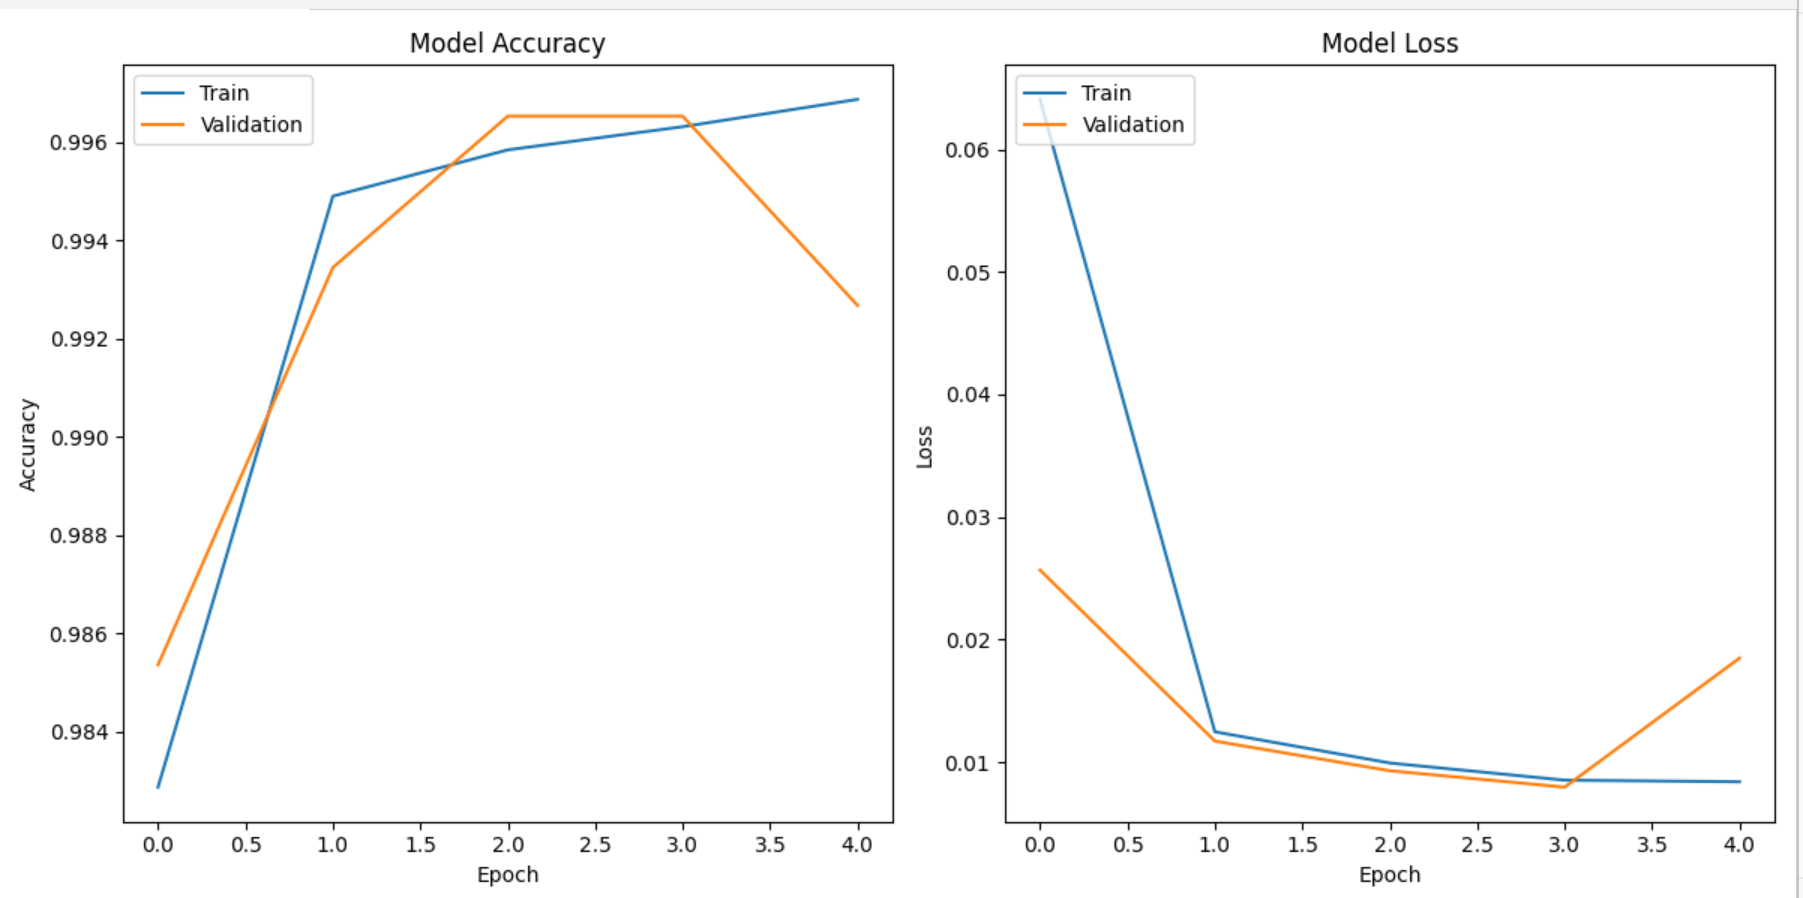 Model Accuracy
Train
Validation
0.996
0.994
0.992
0.990
0.988
0.986
0.984
Accuracy
0.0 0.5 1.0 1.5 2.0 2.5 3.0 3.5 4.0
Epoch
Model Loss
Train
Validation
0.06
0.05
0.04
0.03
0.02
0.01
Loss
0.0 0.5 1.0 1.5 2.0 2.5 3.0 3.5 4.0
Epoch